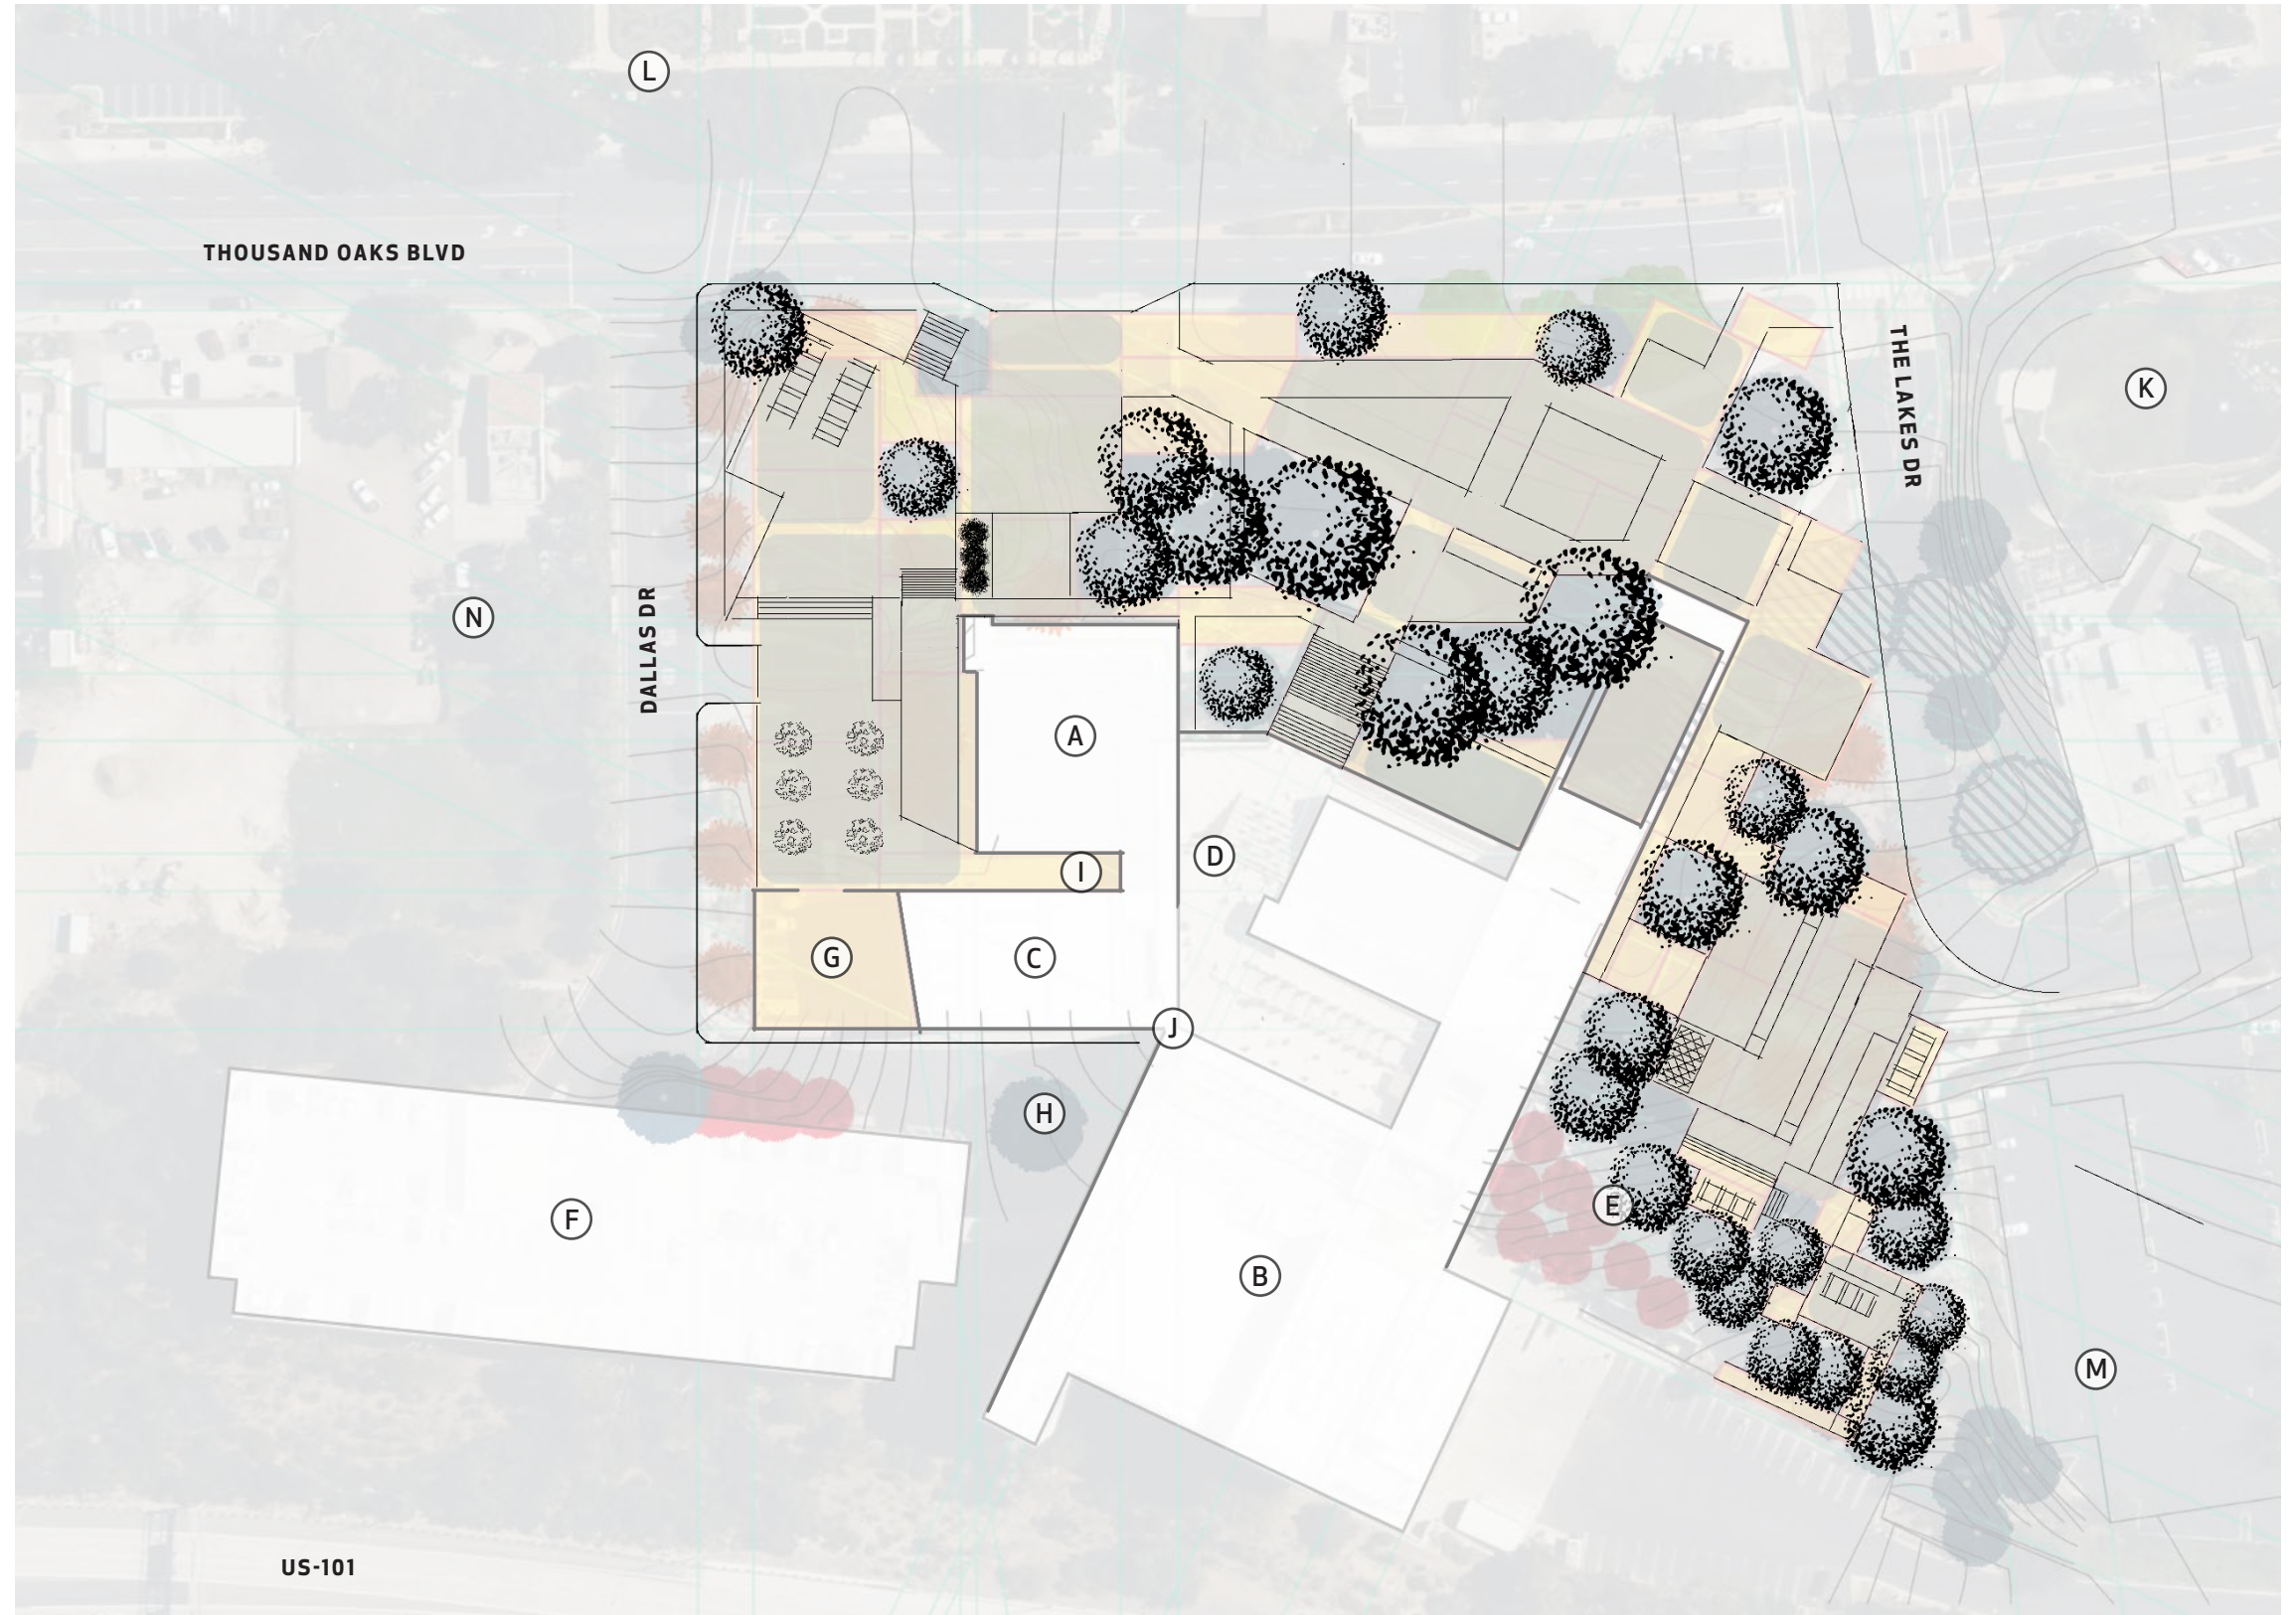 L
THOUSAND OAKS BLVD
THE LAKES DR
K
N
DALLAS DR
A
D
I
G
C
J
H
E
F
B
M
US-101